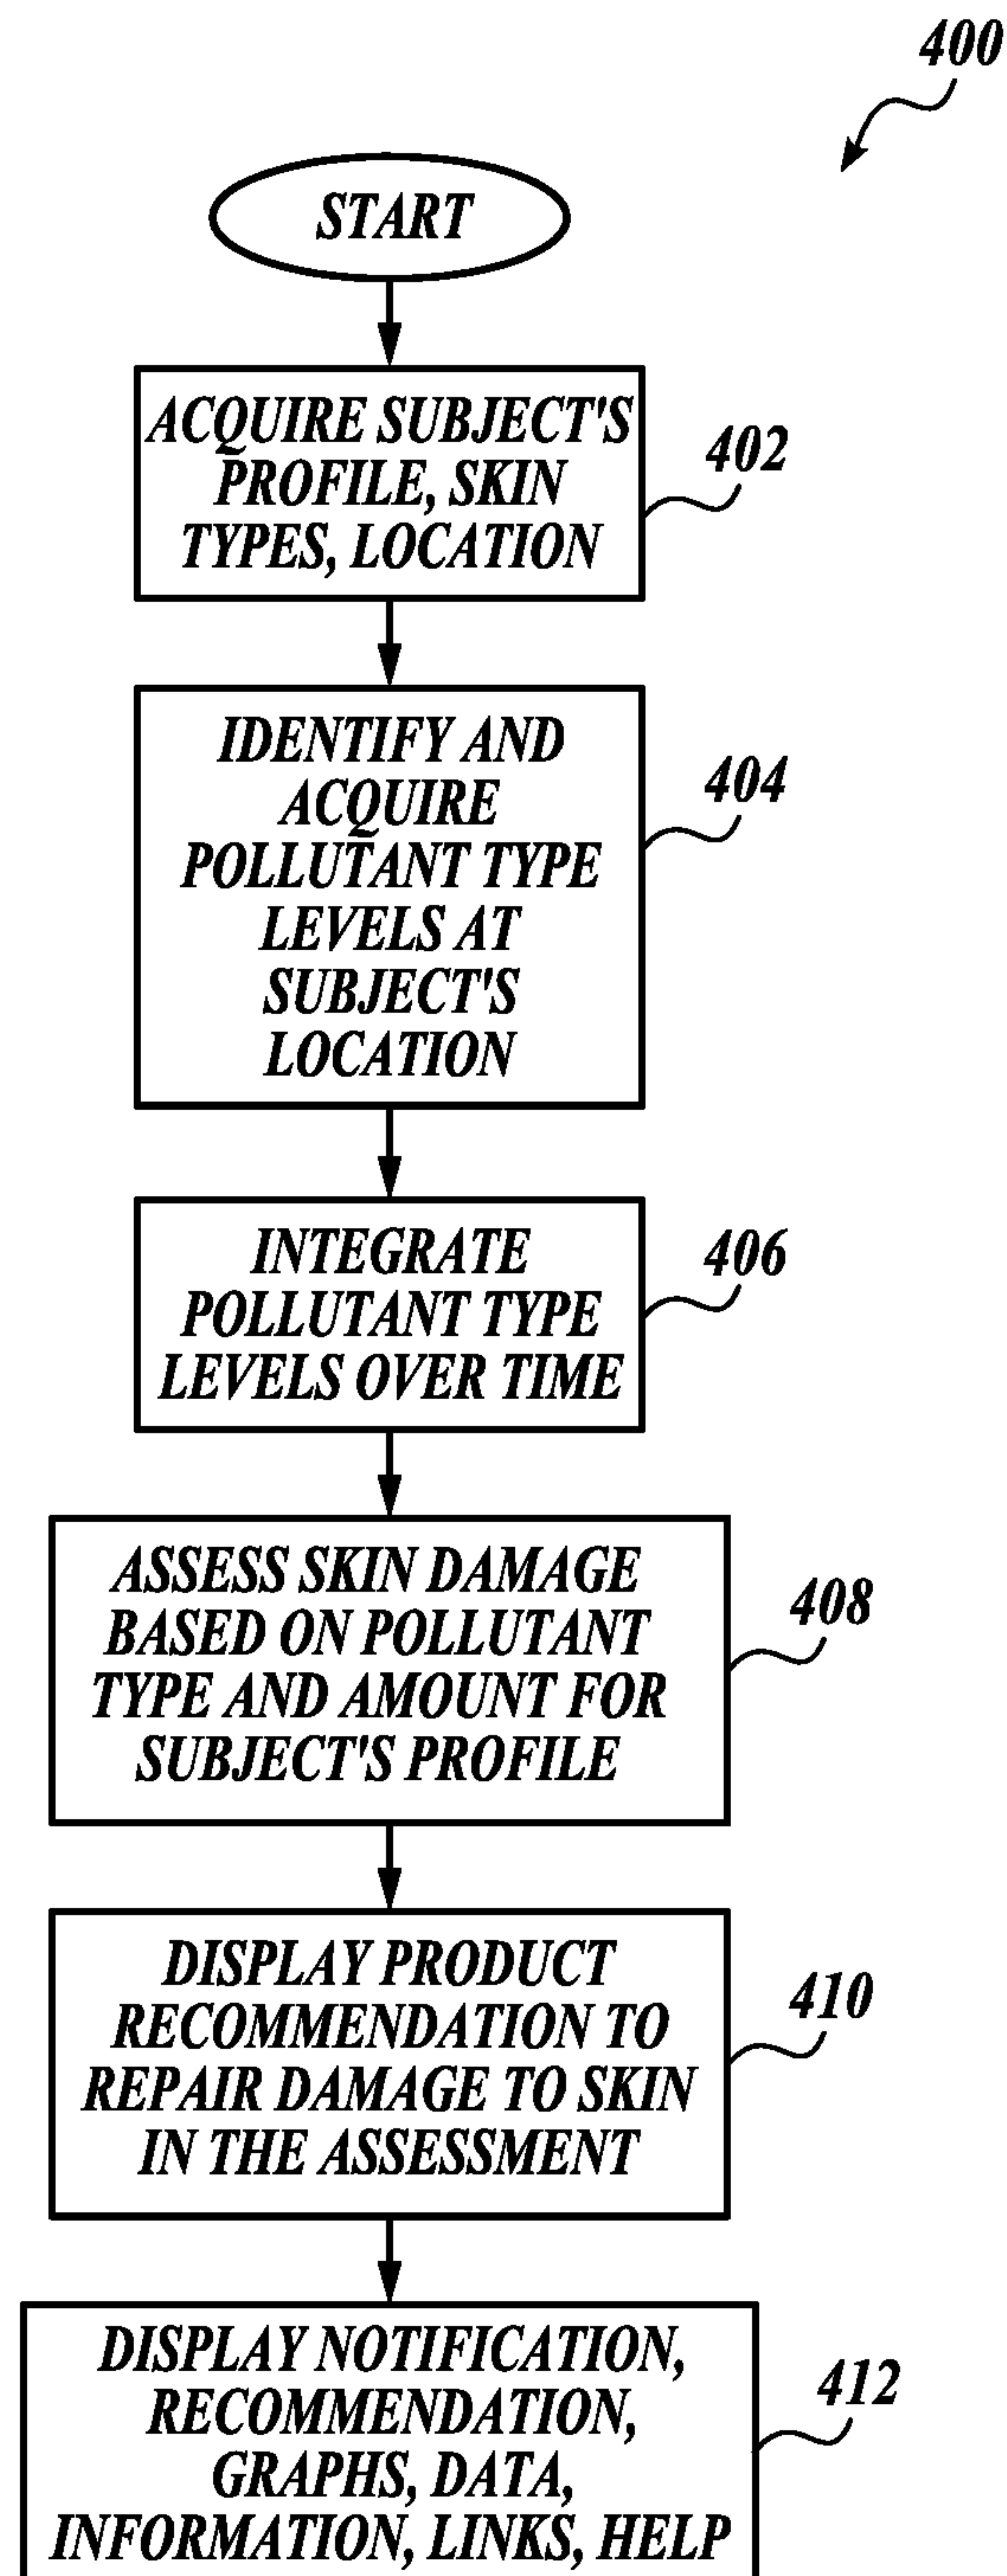 400
START
ACQUIRE SUBJECT'S
PROFILE, SKIN
TYPES, LOCATION
402
IDENTIFY AND
ACQUIRE
POLLUTANT TYPE
LEVELS AT
SUBJECT'S
LOCATION
404
INTEGRATE
POLLUTANT TYPE
LEVELS OVER TIME
406
ASSESS SKIN DAMAGE
BASED ON POLLUTANT
TYPE AND AMOUNT FOR
SUBJECT'S PROFILE
408
DISPLAY PRODUCT
RECOMMENDATION TO
REPAIR DAMAGE TO SKIN
IN THE ASSESSMENT
410
DISPLAY NOTIFICATION,
RECOMMENDATION,
GRAPHS, DATA,
INFORMATION, LINKS, HELP
412